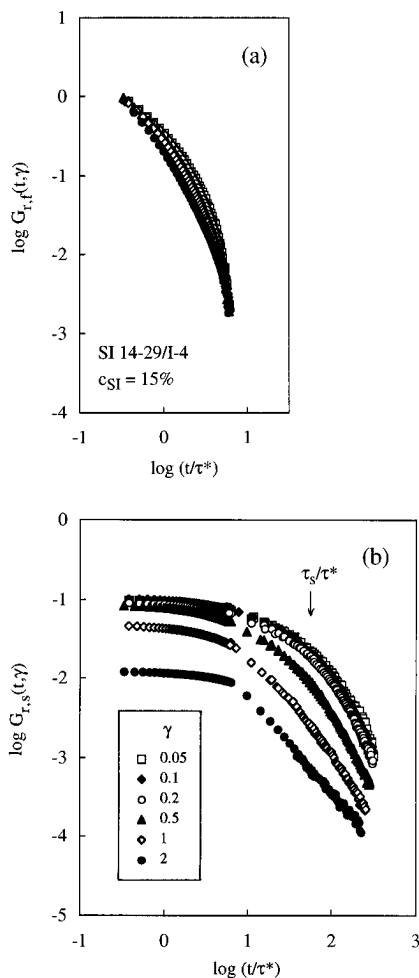 (a)
1
0
-1
-2
-3
-4
log G_r,f(t,γ)
SI 14-29/I-4
c_SI = 15%
-1
0
1
log (t/τ*)
(b)
τ_s/τ*
0
-1
-2
-3
-4
-5
log G_r,s(t,γ)
γ
□ 0.05
◆ 0.1
○ 0.2
▲ 0.5
◇ 1
● 2
-1
0
1
2
3
log (t/τ*)